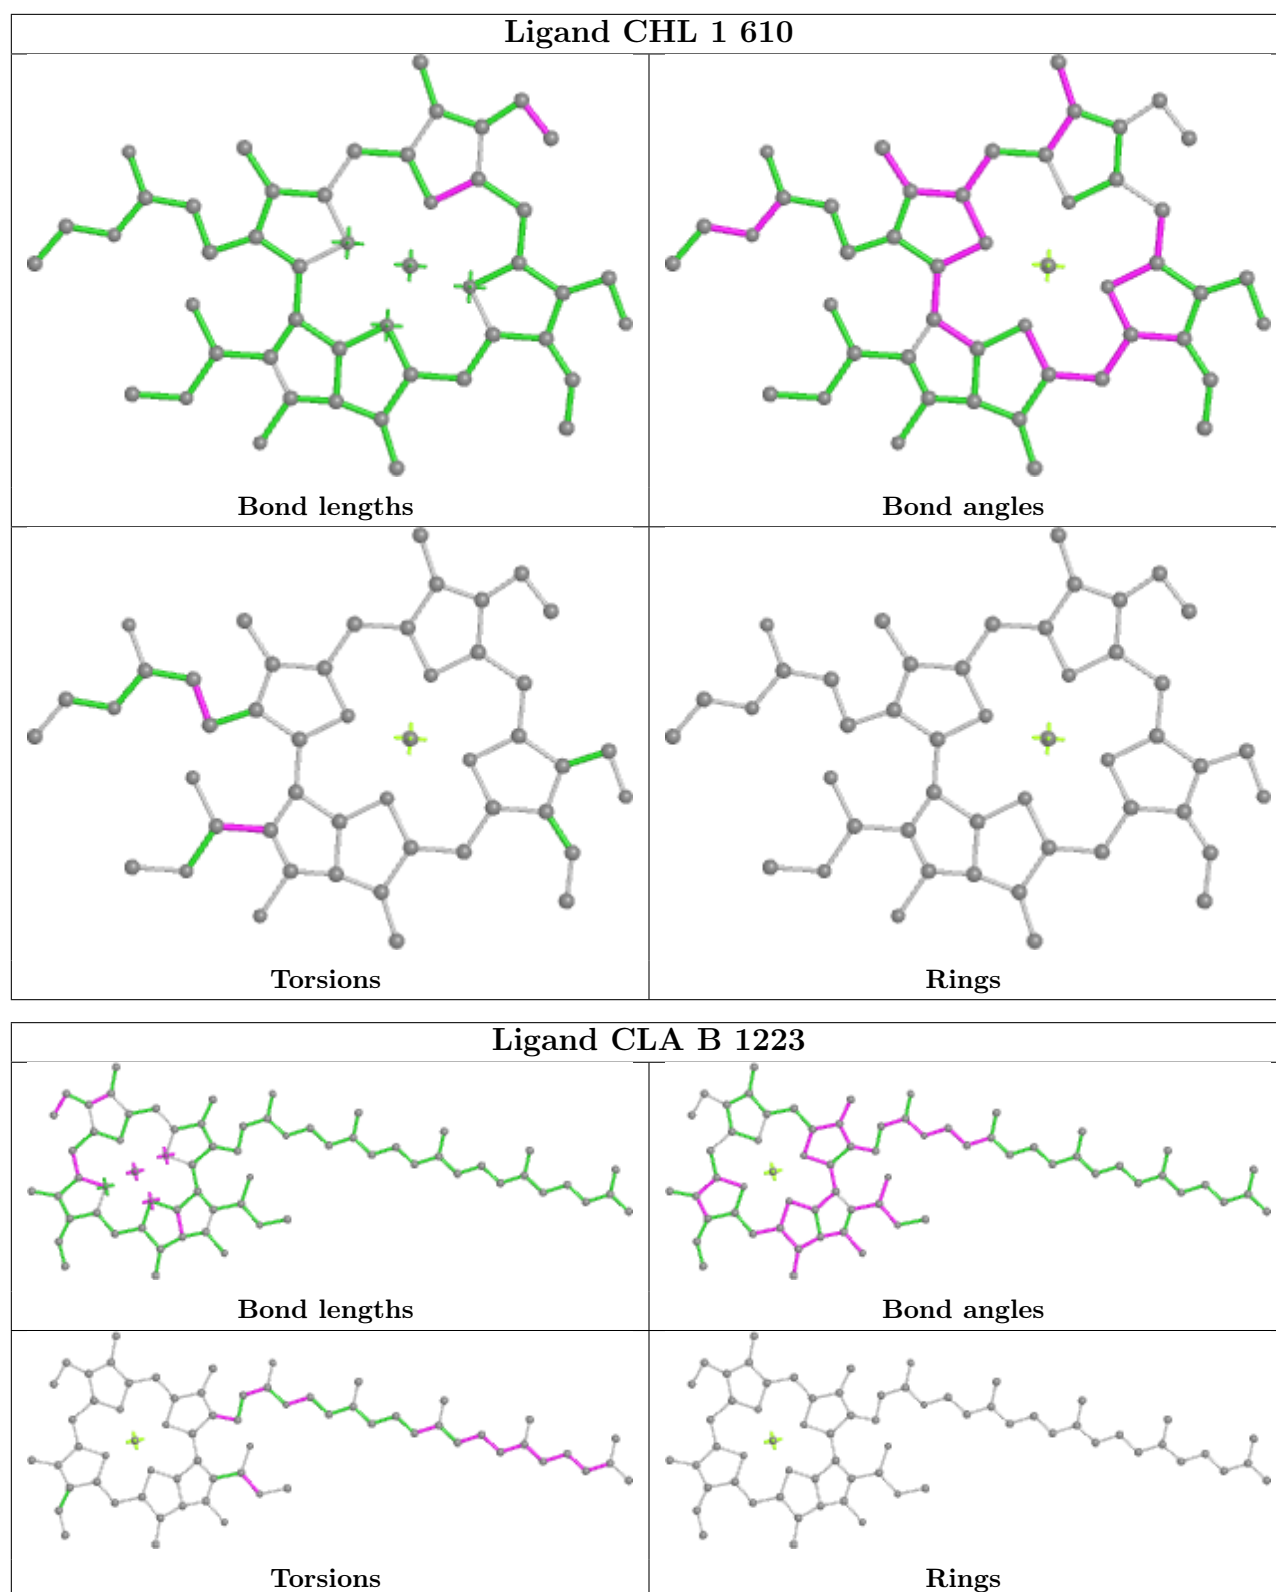 Ligand CHL 1 610
Bond lengths
Bond angles
Torsions
Rings
Ligand CLA B 1223
Bond lengths
Bond angles
Torsions
Rings